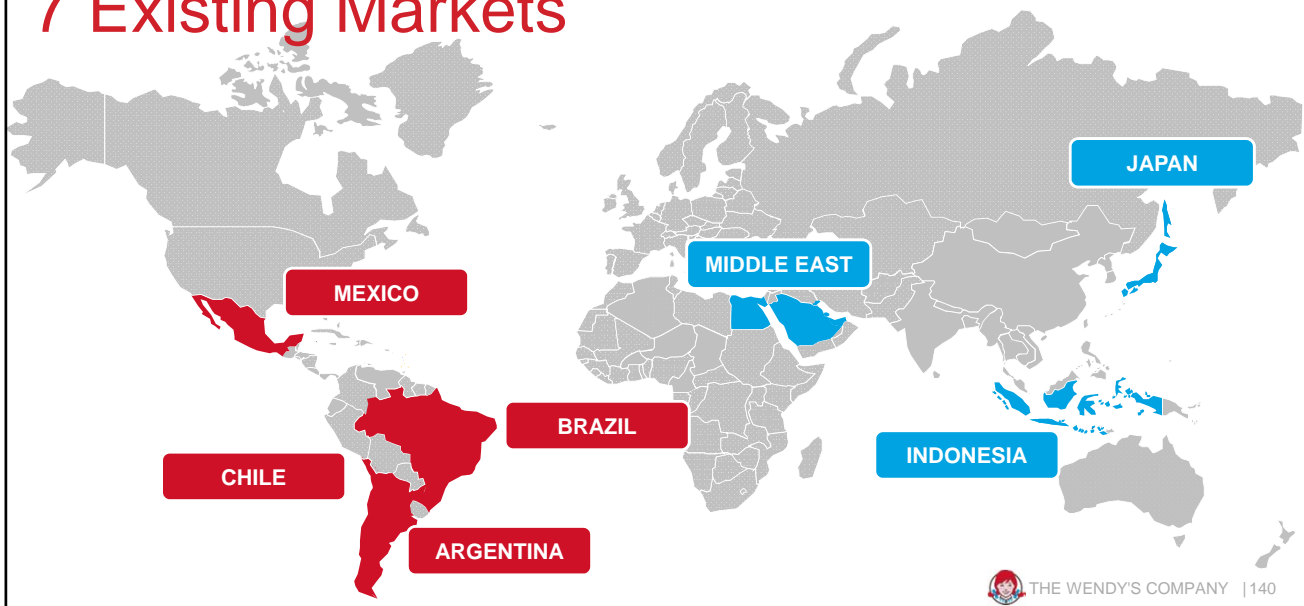 7 Existing Markets
JAPAN
MIDDLE EAST
MEXICO
BRAZIL
INDONESIA
CHILE
ARGENTINA
THE WENDY'S COMPANY | 140